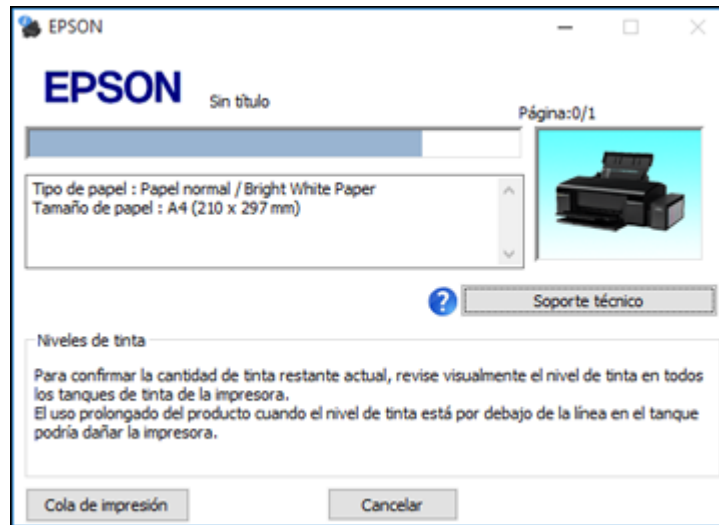 EPSON
EPSON
Sin título
Página:0/1
Tipo de papel : Papel normal / Bright White Paper
Tamaño de papel : A4 (210 x 297 mm)
Soporte técnico
Niveles de tinta
Para confirmar la cantidad de tinta restante actual, revise visualmente el nivel de tinta en todos
los tanques de tinta de la impresora.
El uso prolongado del producto cuando el nivel de tinta está por debajo de la línea en el tanque
podría dañar la impresora.
Cola de impresión
Cancelar